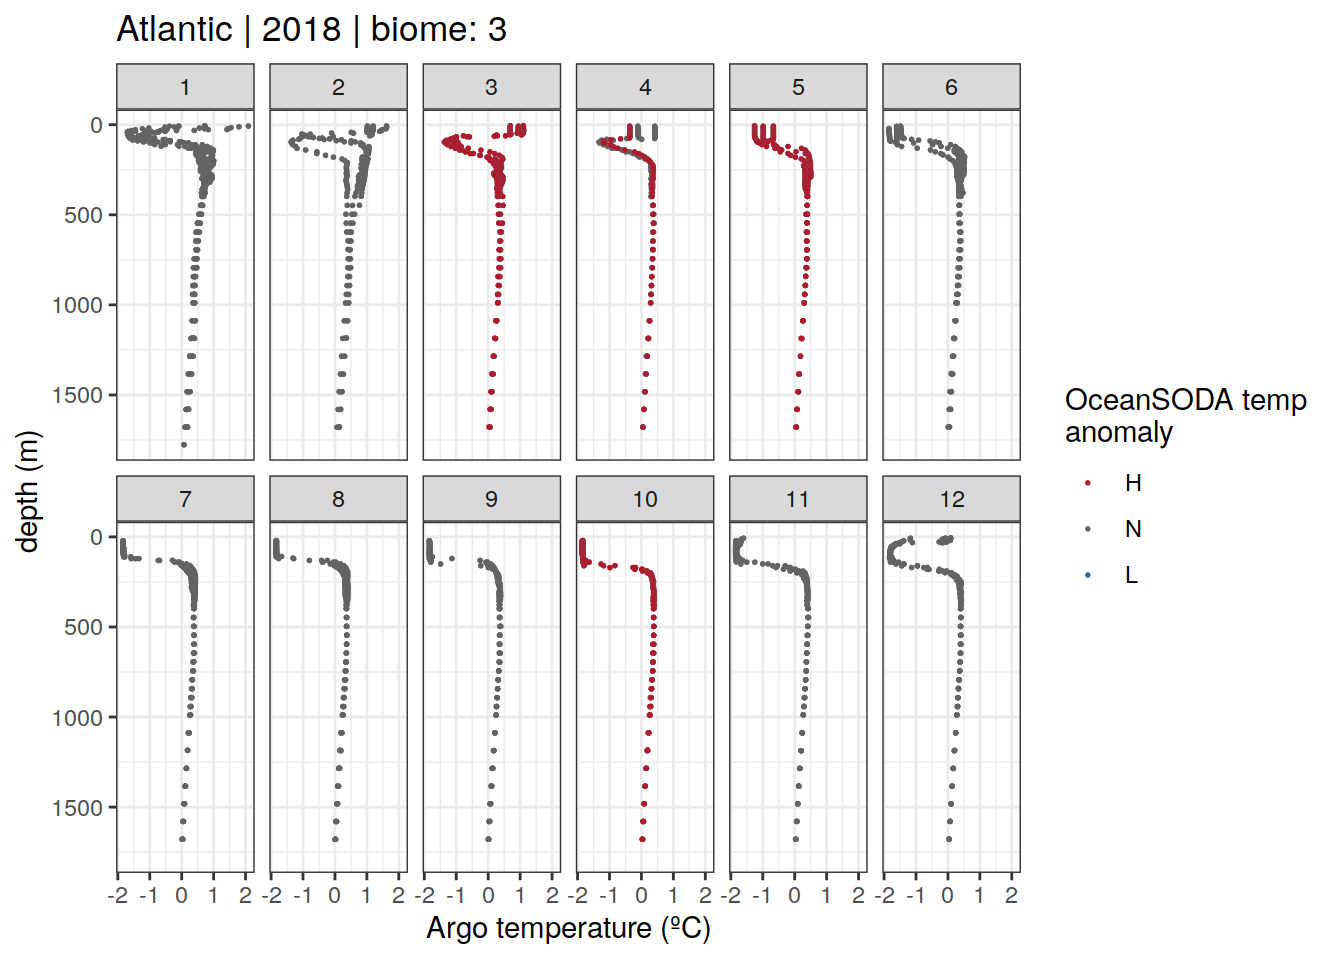 Atlantic | 2018 | biome: 3
1 2 3 4 5 6
0
500
1000
1500
7 8 9 10 11 12
0
500
1000
1500
-2 -1 0 1 2 -2 -1 0 1 2 -2 -1 0 1 2 -2 -1 0 1 2 -2 -1 0 1 2 -2 -1 0 1 2
Argo temperature (ºC)
depth (m)
OceanSODA temp
anomaly
H
N
L